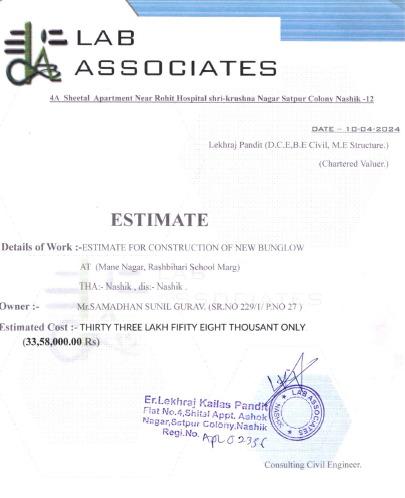 LAB
ASSOCIATES
4A Sheetal Apartment Near Rohit Hospital shri-krushna Nagar Satpur Colony Nashik -12
DATE – 10-04-2024
Lekhraj Pandit (D.C.E,B.E Civil, M.E Structure.)
(Chartered Valuer.)
ESTIMATE
Details of Work :-ESTIMATE FOR CONSTRUCTION OF NEW BUNGLOW
AT (Mane Nagar, Rashbihari School Marg)
THA:- Nashik , dis:- Nashik .
Owner :- Mr.SAMADHAN SUNIL GURAV. (SR.NO 229/1/ P.NO 27 )
Estimated Cost :- THIRTY THREE LAKH FIFITY EIGHT THOUSANT ONLY
(33,58,000.00 Rs)
Er.Lekhraj Kailas Pandit
Flat No.4,Shital Appt. Ashok
Nagar,Satpur Colony,Nashik
Regi.No.
LAB ASSOCIATES
NASIK
Consulting Civil Engineer.